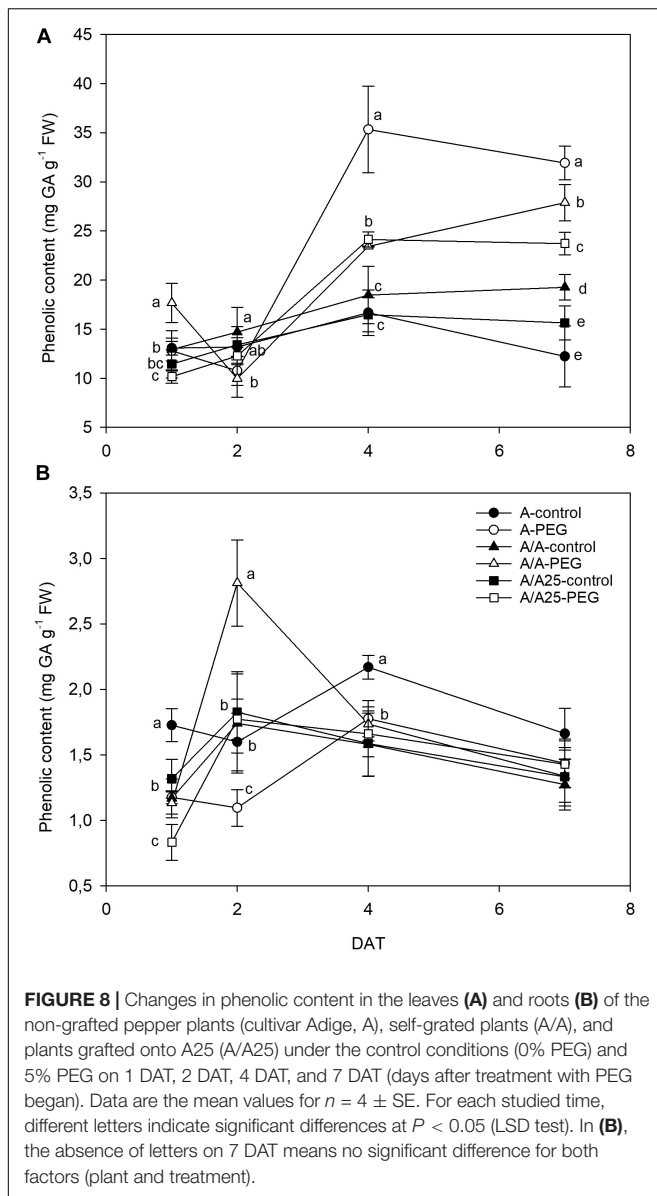 A
Phenolic content (mg GA g⁻¹ FW)
45
40
35
30
25
20
15
10
5
a
a
b
b
c
a
c
d
a
b
bc
c
ab
b
c
e
e
0
2
4
6
8
B
Phenolic content (mg GA g⁻¹ FW)
3,5
3,0
2,5
2,0
1,5
1,0
0,5
A-control
A-PEG
A/A-control
A/A-PEG
A/A25-control
A/A25-PEG
a
a
a
b
b
b
b
c
c
0
2
4
6
8
DAT
FIGURE 8 | Changes in phenolic content in the leaves (A) and roots (B) of the
non-grafted pepper plants (cultivar Adige, A), self-grated plants (A/A), and
plants grafted onto A25 (A/A25) under the control conditions (0% PEG) and
5% PEG on 1 DAT, 2 DAT, 4 DAT, and 7 DAT (days after treatment with PEG
began). Data are the mean values for n = 4 ± SE. For each studied time,
different letters indicate significant differences at P < 0.05 (LSD test). In (B),
the absence of letters on 7 DAT means no significant difference for both
factors (plant and treatment).